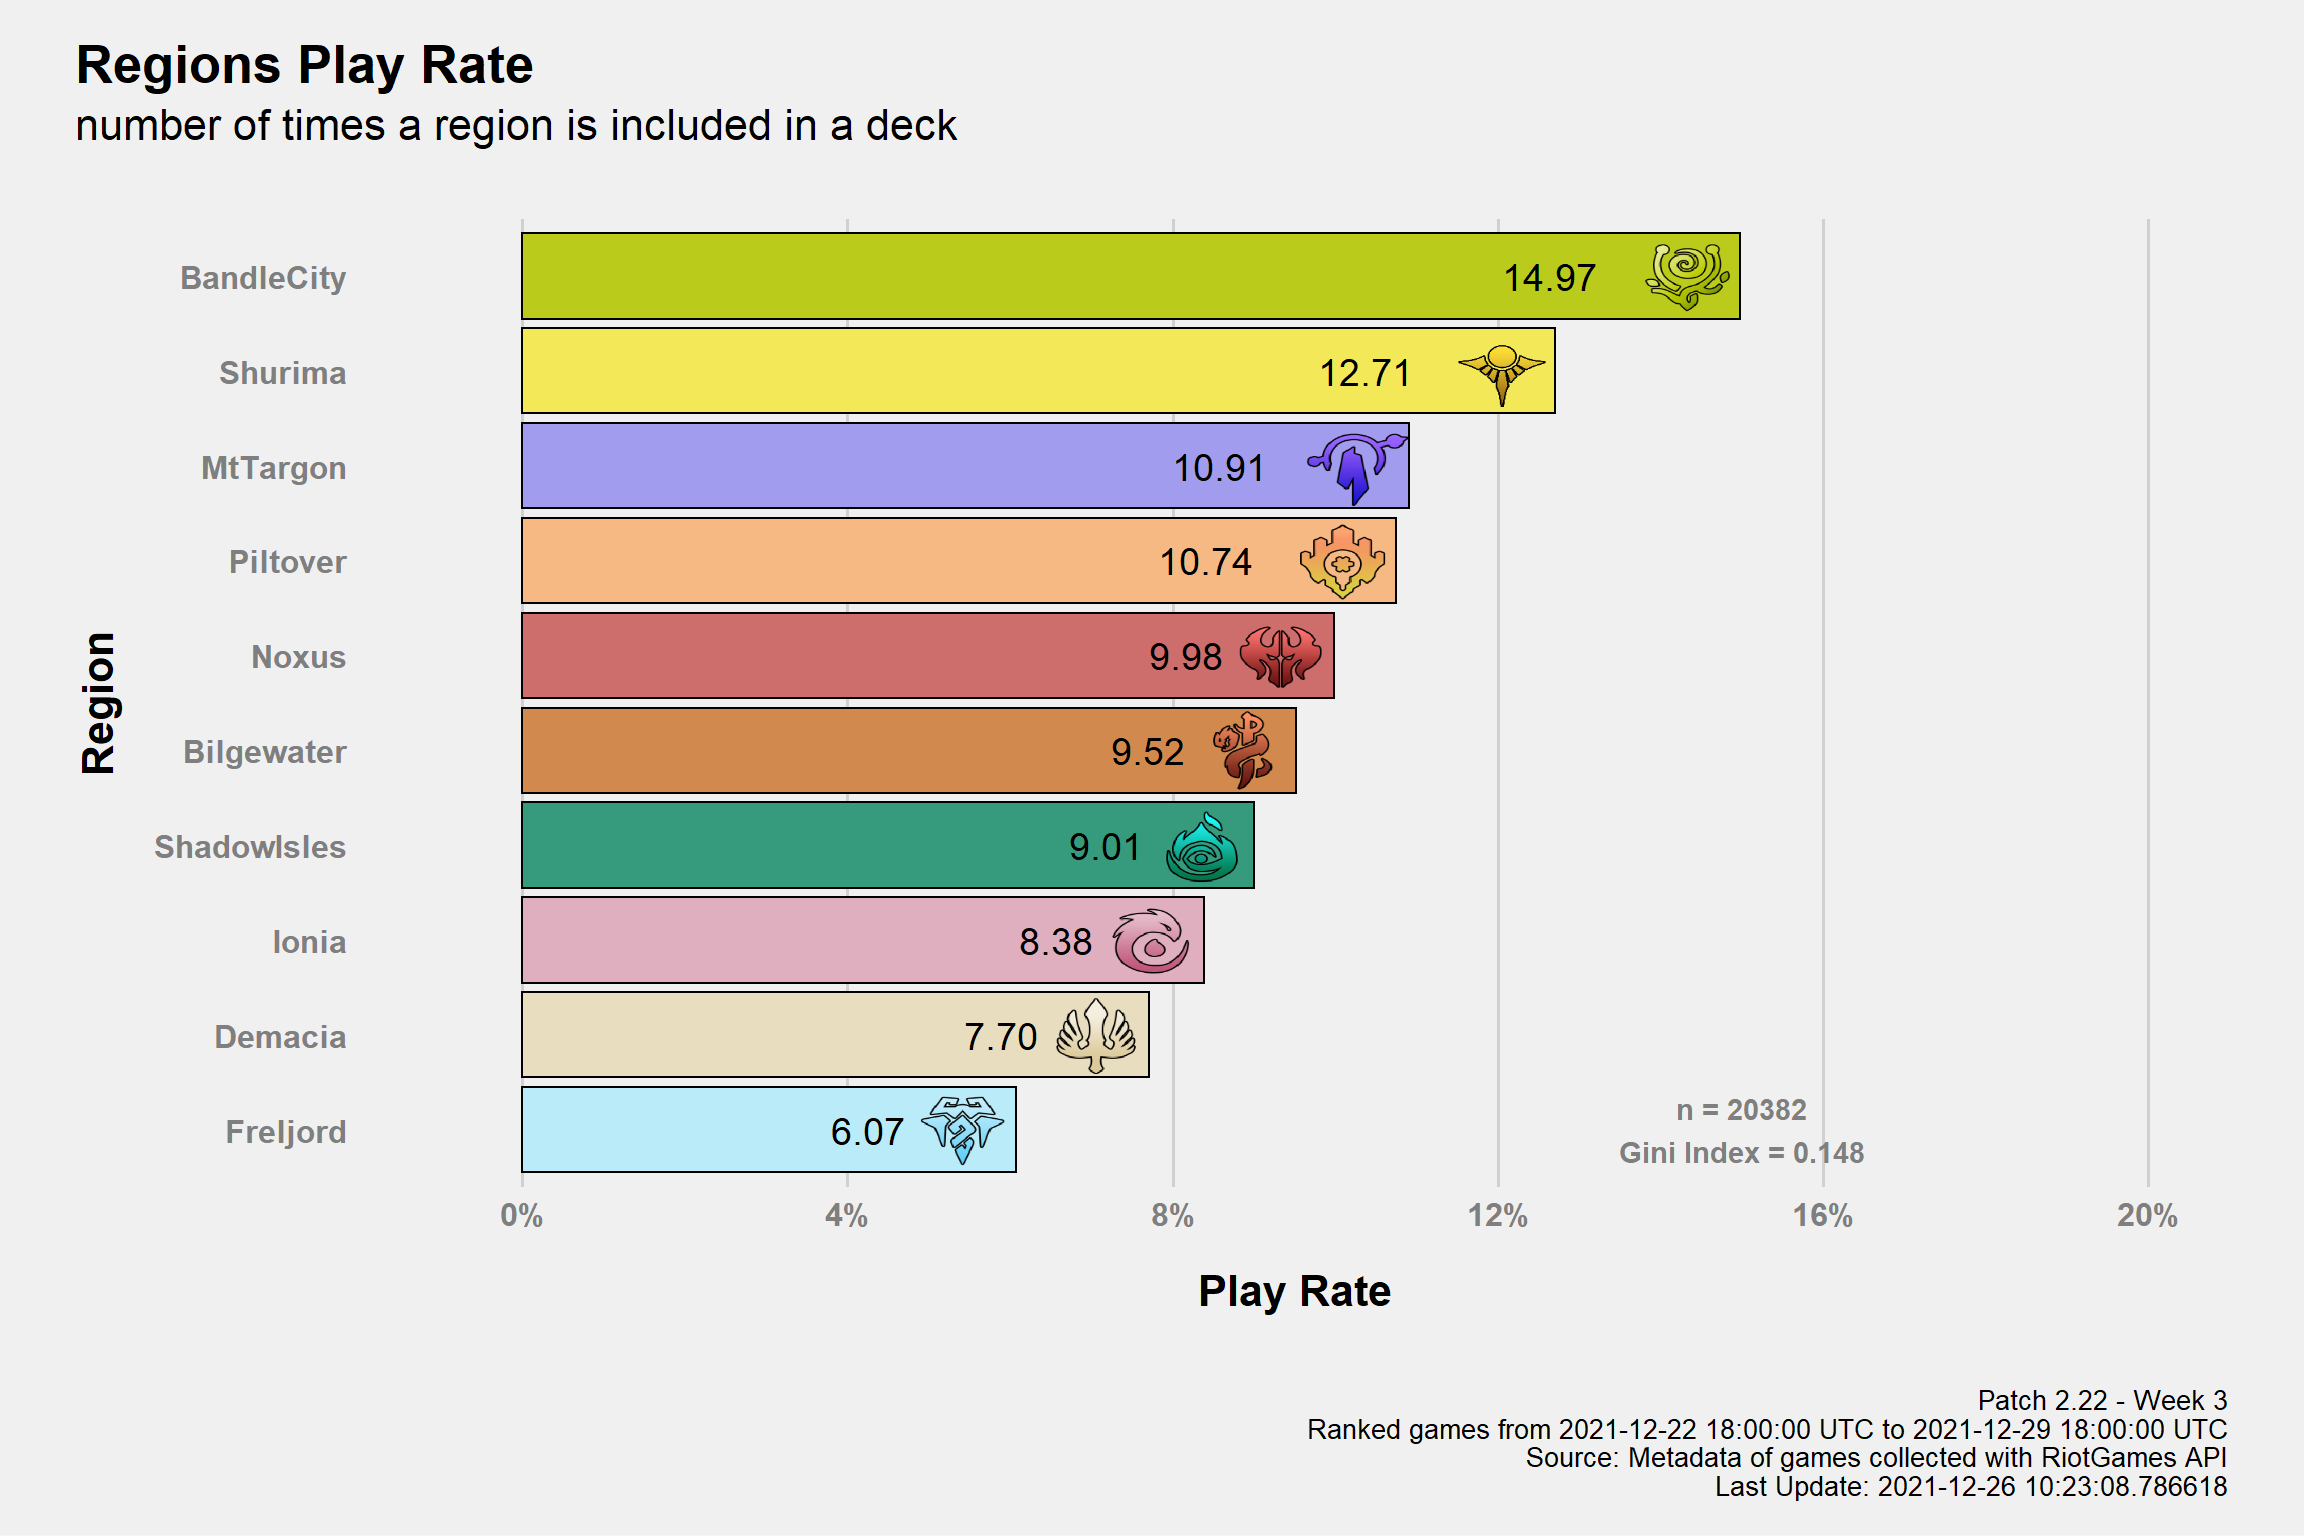 Regions Play Rate
number of times a region is included in a deck
Region
BandleCity 14.97
Shurima 12.71
MtTargon 10.91
Piltover 10.74
Noxus 9.98
Bilgewater 9.52
ShadowIsles 9.01
Ionia 8.38
Demacia 7.70
Freljord 6.07
n = 20382
Gini Index = 0.148
0% 4% 8% 12% 16% 20%
Play Rate
Patch 2.22 - Week 3
Ranked games from 2021-12-22 18:00:00 UTC to 2021-12-29 18:00:00 UTC
Source: Metadata of games collected with RiotGames API
Last Update: 2021-12-26 10:23:08.786618